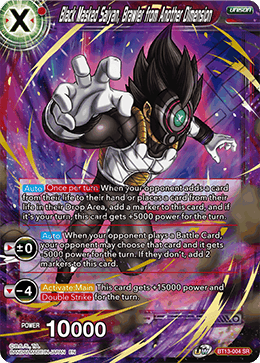 X
Black Masked Saiyan, Brawler from Another Dimension
UNISON
Auto Once per turn When your opponent adds a card
from their life to their hand or places a card from their
life in their Drop Area, add a marker to this card, and if
it's your turn, this card gets +5000 power for the turn.
±0
Auto When your opponent plays a Battle Card,
your opponent may choose that card and it gets
+5000 power for the turn. If they don't, add 2
markers to this card.
-4
Activate:Main This card gets +15000 power and
Double Strike for the turn.
POWER 10000
BANDAI NAMCO
BT13-004 SR